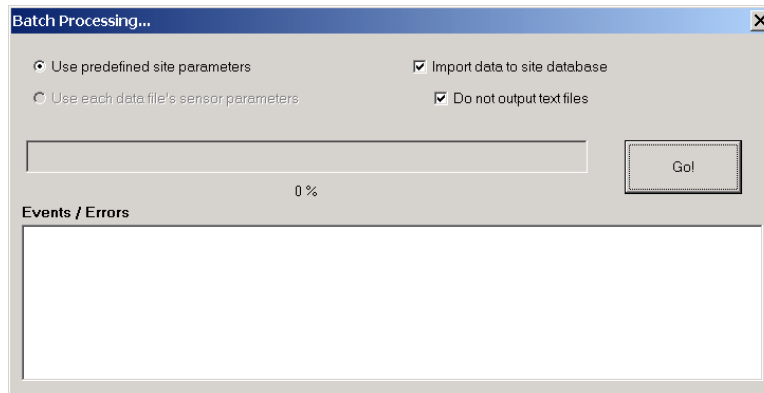 Batch Processing...
Use predefined site parameters
Import data to site database
Use each data file's sensor parameters
Do not output text files
Go!
0 %
Events / Errors